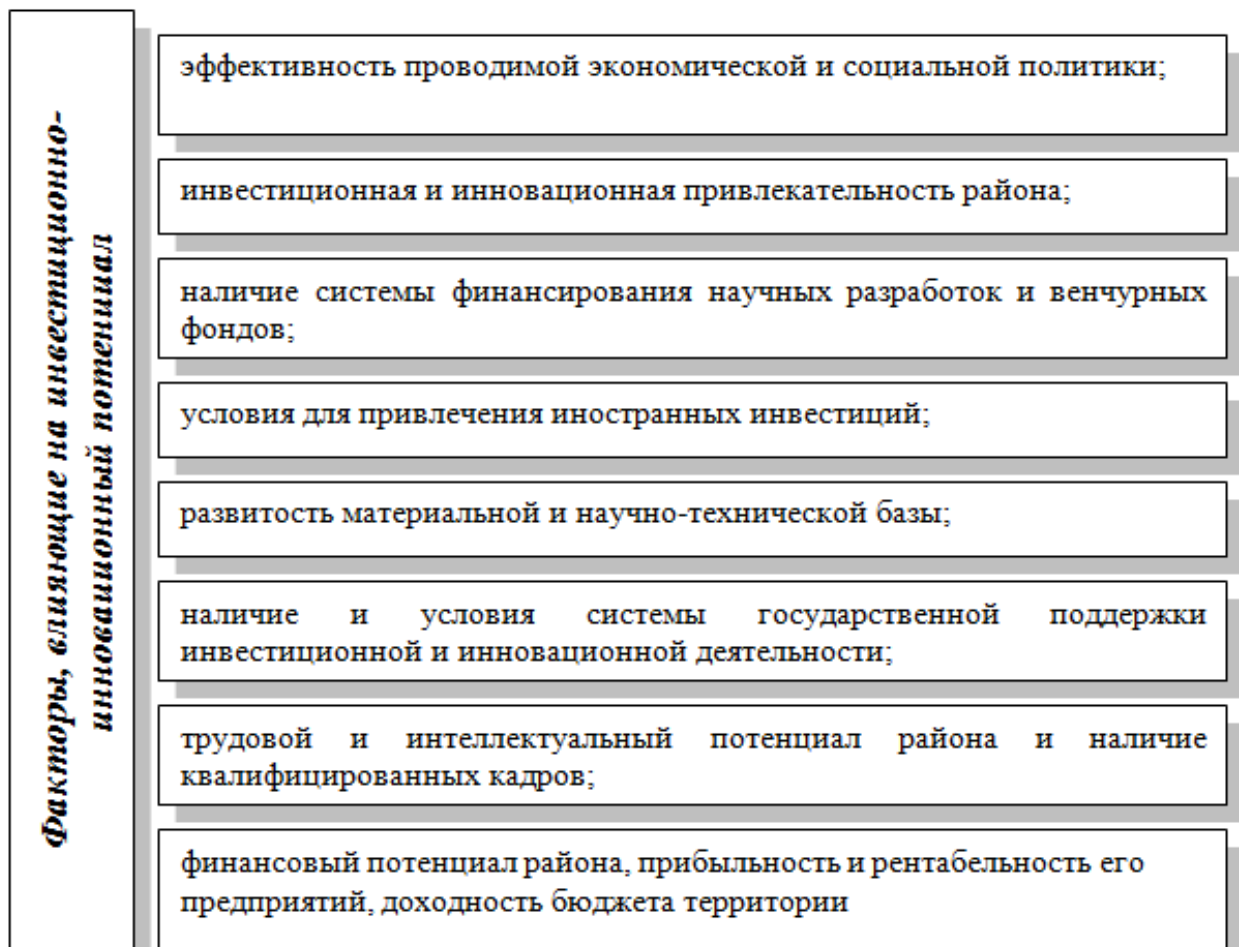 Факторы, влияющие на инвестиционно-
инновационный потенциал
эффективность проводимой экономической и социальной политики;
инвестиционная и инновационная привлекательность района;
наличие системы финансирования научных разработок и венчурных
фондов;
условия для привлечения иностранных инвестиций;
развитость материальной и научно-технической базы;
наличие и условия системы государственной поддержки
инвестиционной и инновационной деятельности;
трудовой и интеллектуальный потенциал района и наличие
квалифицированных кадров;
финансовый потенциал района, прибыльность и рентабельность его
предприятий, доходность бюджета территории